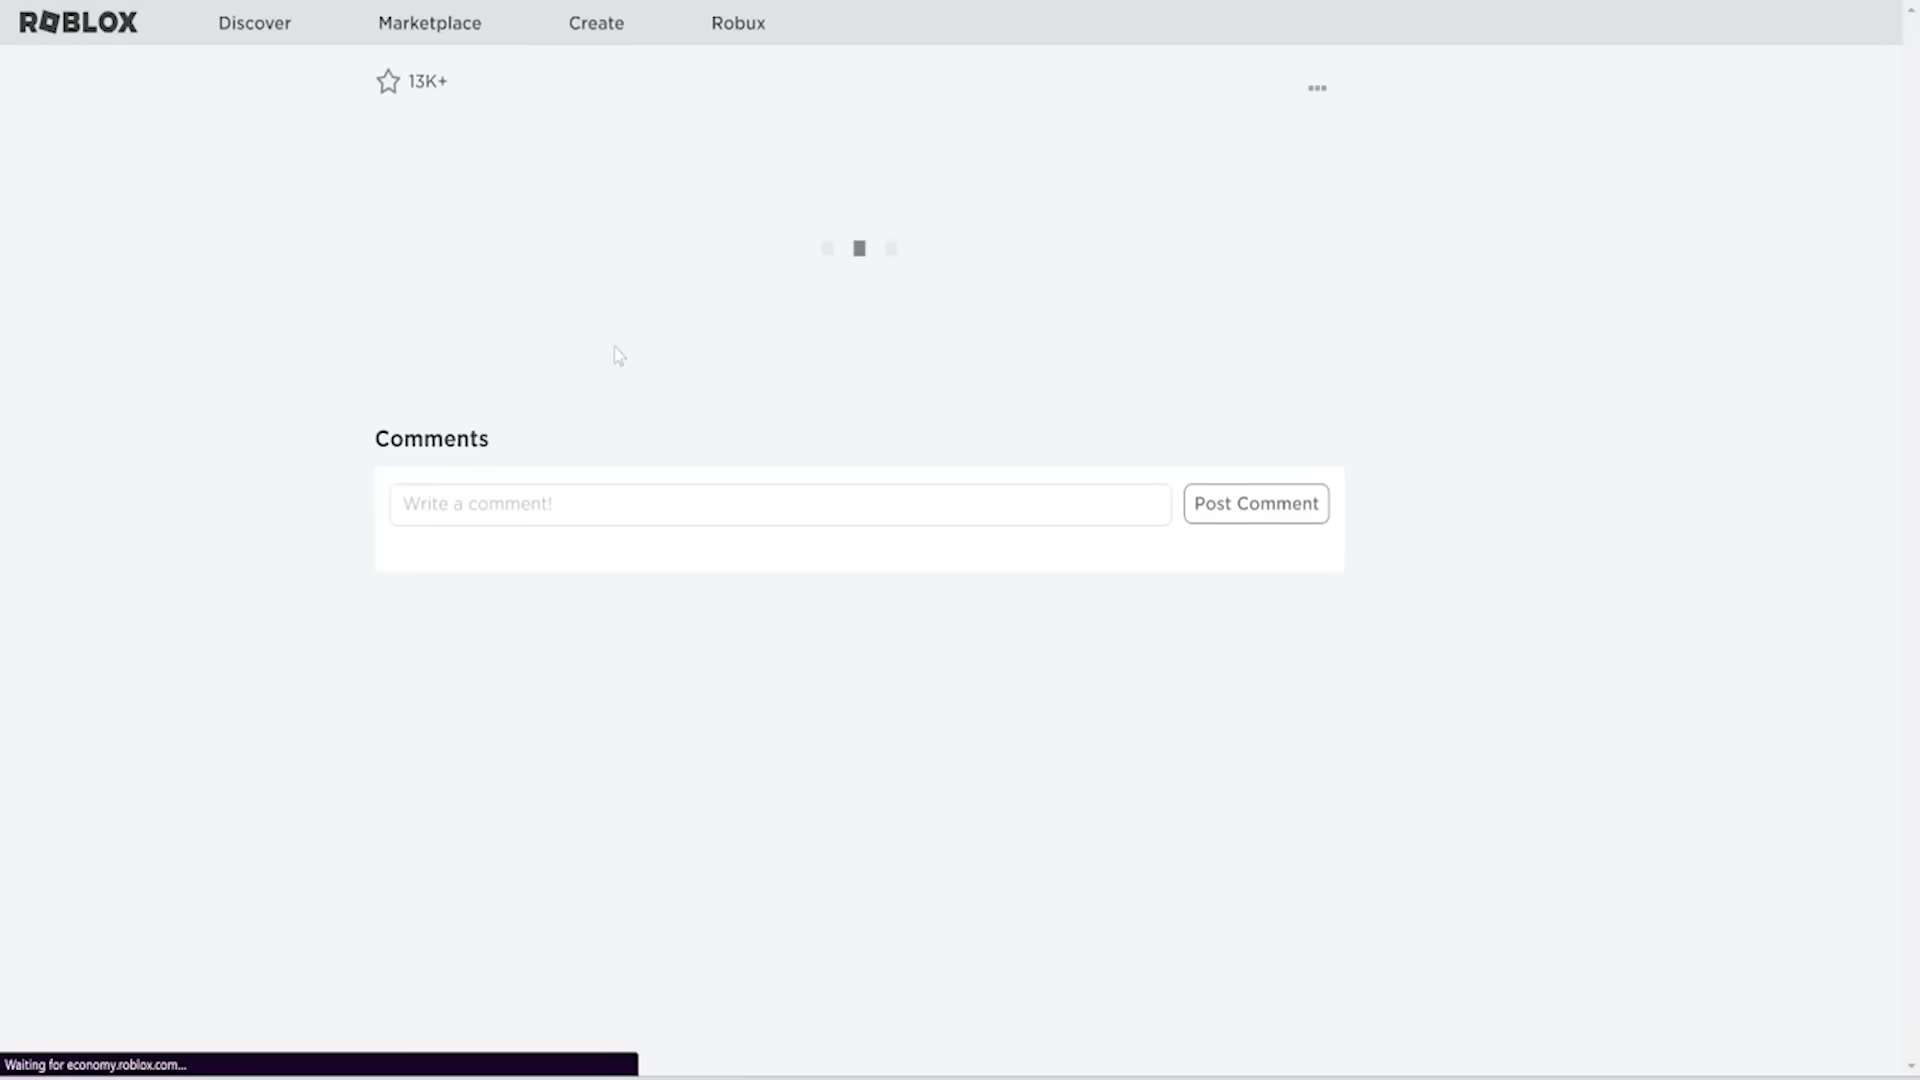 ROBLOX Discover Marketplace Create Robux
13K+
Comments
Write a comment! Post Comment
Waiting for economy.roblox.com...